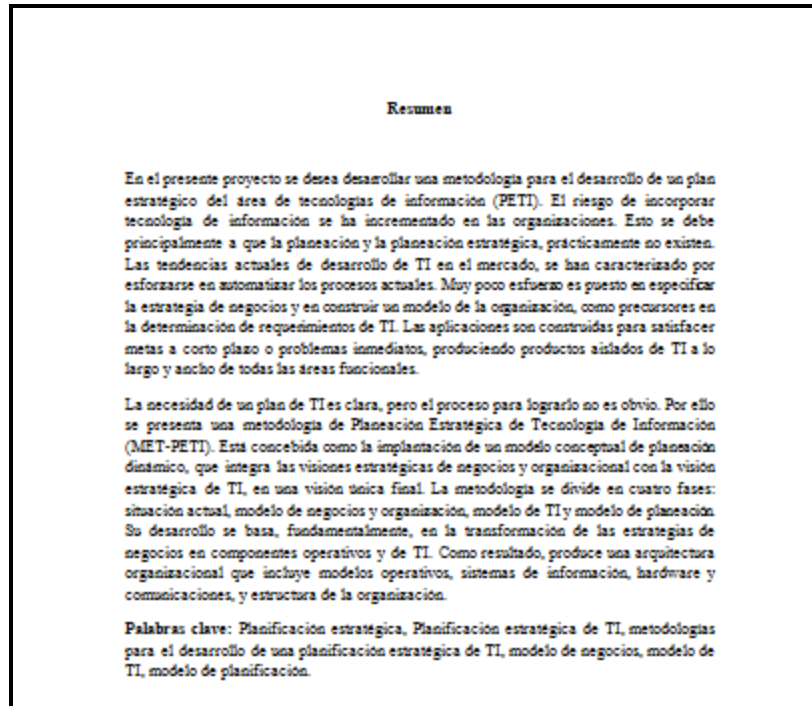 Resumen
En el presente proyecto se desea desarrollar una metodología para el desarrollo de un plan
estratégico del área de tecnologías de información (PETI). El riesgo de incorporar
tecnología de información se ha incrementado en las organizaciones. Esto se debe
principalmente a que la planeación y la planeación estratégica, prácticamente no existen.
Las tendencias actuales de desarrollo de TI en el mercado, se han caracterizado por
esforzarse en automatizar los procesos actuales. Muy poco esfuerzo es puesto en especificar
la estrategia de negocios y en construir un modelo de la organización, como precursores en
la determinación de requerimientos de TI. Las aplicaciones son construidas para satisfacer
metas a corto plazo o problemas inmediatos, produciendo productos aislados de TI a lo
largo y ancho de todas las áreas funcionales.
La necesidad de un plan de TI es clara, pero el proceso para lograrlo no es obvio. Por ello
se presenta una metodología de Planeación Estratégica de Tecnología de Información
(MET-PETI). Está concebida como la implantación de un modelo conceptual de planeación
dinámico, que integra las visiones estratégicas de negocios y organizacional con la visión
estratégica de TI, en una visión única final. La metodología se divide en cuatro fases:
situación actual, modelo de negocios y organización, modelo de TI y modelo de planeación.
Su desarrollo se basa, fundamentalmente, en la transformación de las estrategias de
negocios en componentes operativos y de TI. Como resultado, produce una arquitectura
organizacional que incluye modelos operativos, sistemas de información, hardware y
comunicaciones, y estructura de la organización.
Palabras clave: Planificación estratégica, Planificación estratégica de TI, metodologías
para el desarrollo de una planificación estratégica de TI, modelo de negocios, modelo de
TI, modelo de planificación.